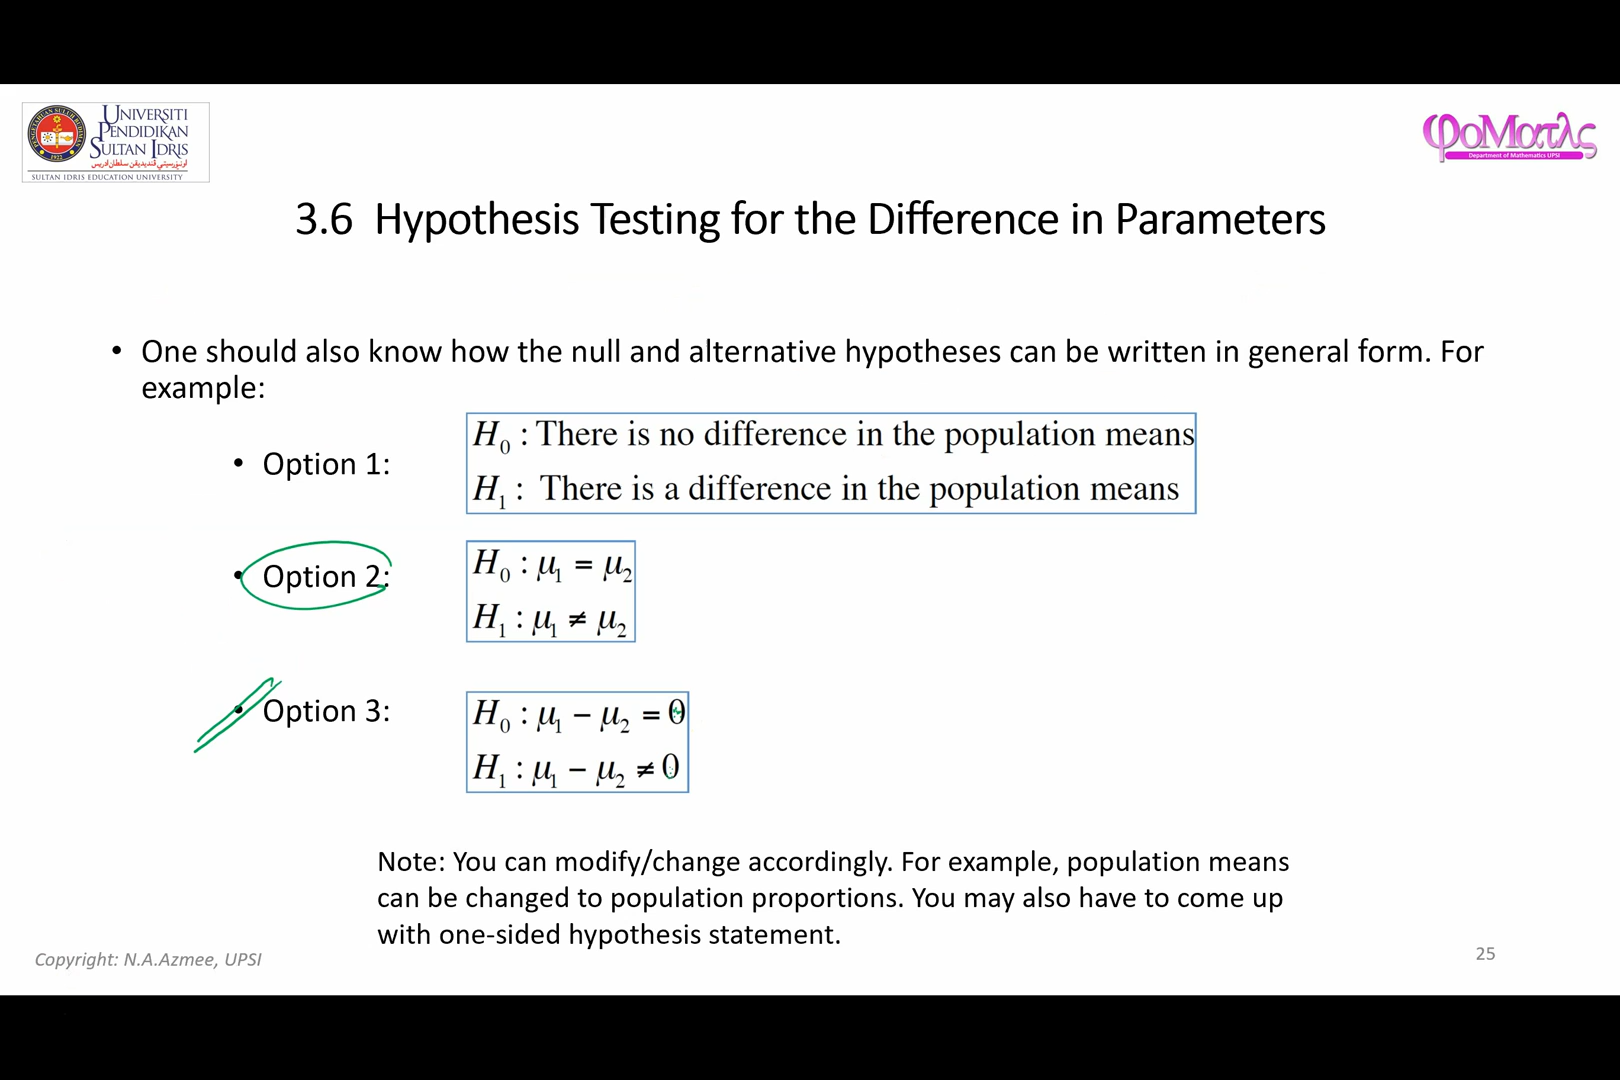 UNIVERSITI
PENDIDIKAN
SULTAN IDRIS
اونيۏرسيتي ڤنديديقن سلطان ادريس
SULTAN IDRIS EDUCATION UNIVERSITY
φοΜατλς
Department of Mathematics UPSI
3.6 Hypothesis Testing for the Difference in Parameters
• One should also know how the null and alternative hypotheses can be written in general form. For
example:
• Option 1:
H₀ : There is no difference in the population means
H₁ : There is a difference in the population means
• Option 2:
H₀ : μ₁ = μ₂
H₁ : μ₁ ≠ μ₂
• Option 3:
H₀ : μ₁ − μ₂ = 0
H₁ : μ₁ − μ₂ ≠ 0
Note: You can modify/change accordingly. For example, population means
can be changed to population proportions. You may also have to come up
with one-sided hypothesis statement.
Copyright: N.A.Azmee, UPSI
25